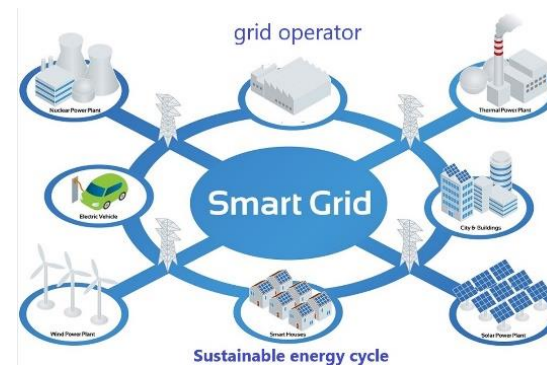 grid operator
Nuclear Power Plant
Thermal Power Plant
Smart Grid
Electric Vehicle
City & Buildings
Wind Power Plant
Smart Houses
Solar Power Plant
Sustainable energy cycle